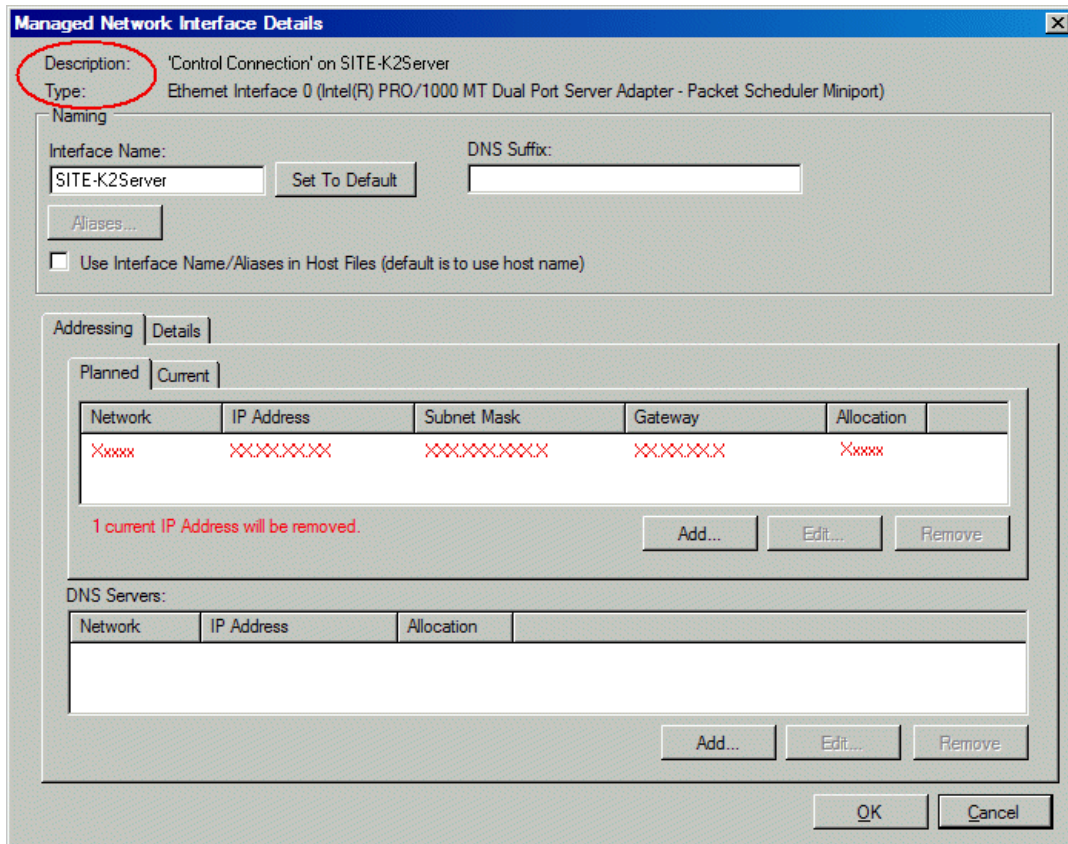 Managed Network Interface Details
Description: 'Control Connection' on SITE-K2Server
Type: Ethernet Interface 0 (Intel(R) PRO/1000 MT Dual Port Server Adapter - Packet Scheduler Miniport)
Naming
Interface Name: DNS Suffix:
SITE-K2Server Set To Default
Aliases...
Use Interface Name/Aliases in Host Files (default is to use host name)
Addressing Details
Planned Current
Network IP Address Subnet Mask Gateway Allocation
Xxxxx XX.XX.XX.XX XXX.XXX.XXX.X XX.XX.XX.X Xxxxx
1 current IP Address will be removed.
Add... Edit... Remove
DNS Servers:
Network IP Address Allocation
Add... Edit... Remove
OK Cancel